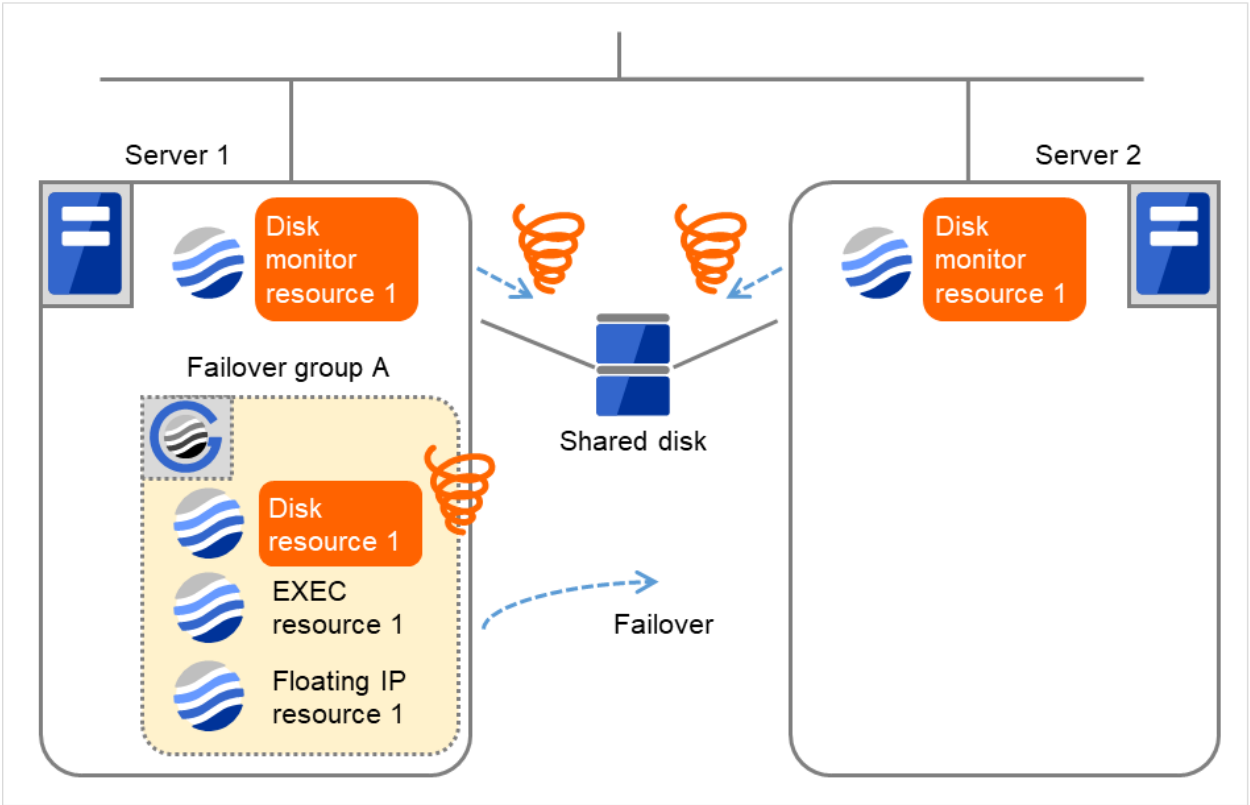 Server 1
Server 2
Disk
monitor
resource 1
Disk
monitor
resource 1
Shared disk
Failover group A
Disk
resource 1
EXEC
resource 1
Floating IP
resource 1
Failover